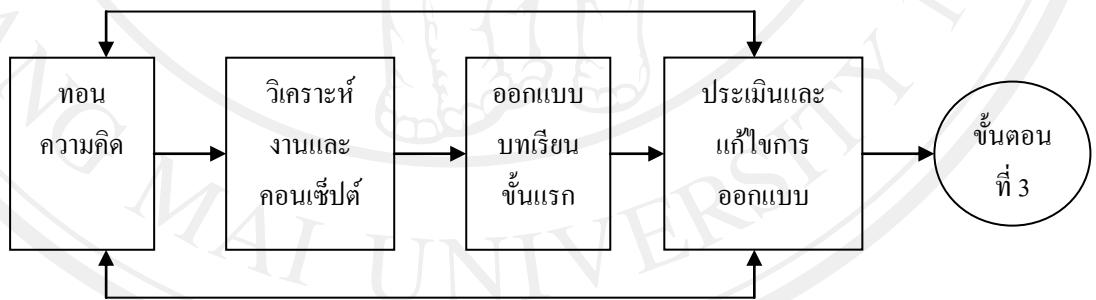 ทอน
ความคิด
วิเคราะห์
งานและ
คอนเซ็ปต์
ออกแบบ
บทเรียน
ขั้นแรก
ประเมินและ
แก้ไขการ
ออกแบบ
ขั้นตอน
ที่ 3
ANG MAI UNIVERSITY